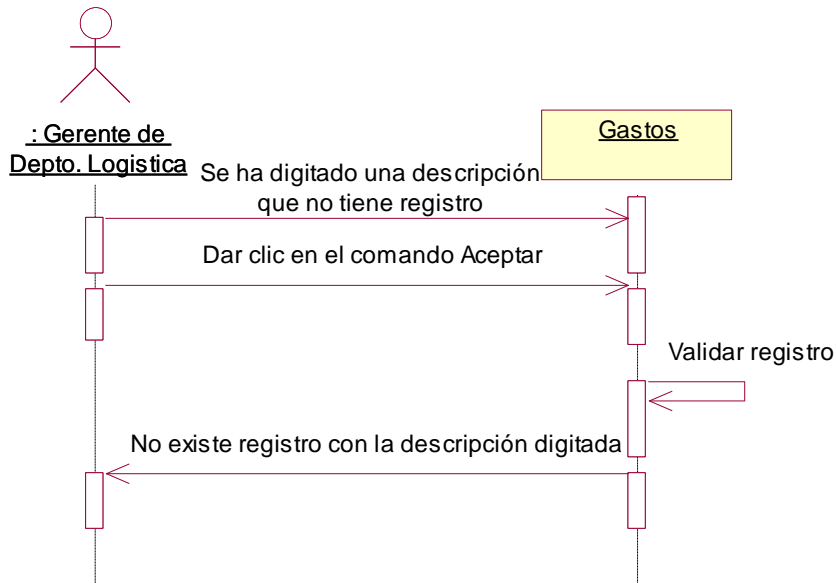 : Gerente de
Depto. Logistica
Gastos
Se ha digitado una descripción
que no tiene registro
Dar clic en el comando Aceptar
Validar registro
No existe registro con la descripción digitada